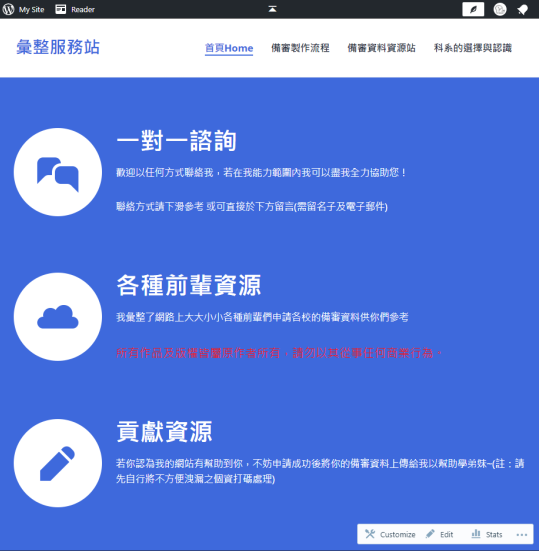 My Site Reader
彙整服務站
首頁Home 備審製作流程 備審資料資源站 科系的選擇與認識
一對一諮詢
歡迎以任何方式聯絡我，若在我能力範圍內我可以盡我全力協助您！
聯絡方式請下滑參考 或可直接於下方留言(需留名子及電子郵件)
各種前輩資源
我彙整了網路上大大小小各種前輩們申請各校的備審資料供你們參考
貢獻資源
若你認為我的網站有幫助到你，不妨申請成功後將你的備審資料上傳給我以幫助學弟妹~(註：請
先自行將不方便洩漏之個資打碼處理)
Customize Edit Stats